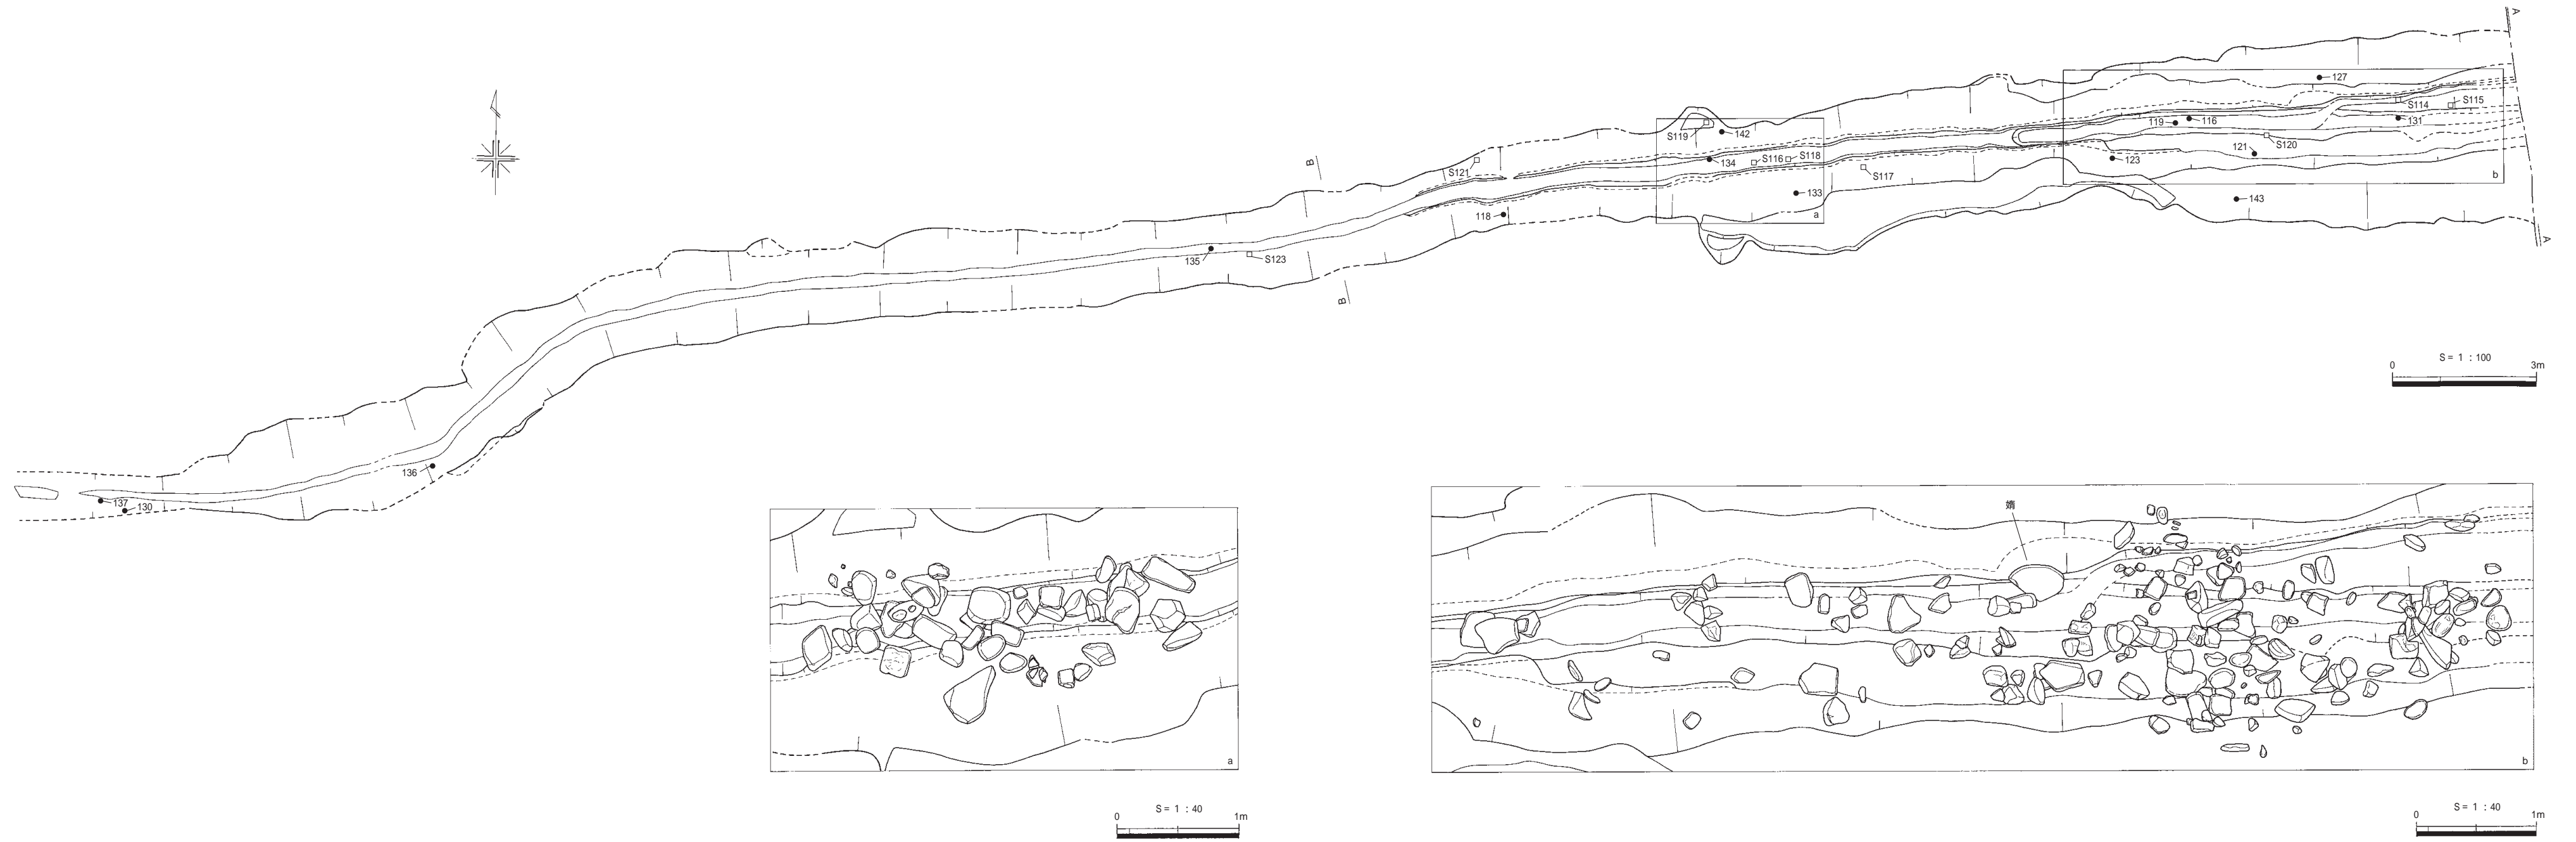 A
127
S115
S114
S119
142
119
116
131
S120
B
134
S116
S118
121
123
S121
S117
b
133
143
118
a
A
135
S123
B
S = 1 : 100
0
3m
136
137
130
墮
a
b
S = 1 : 40
0
1m
S = 1 : 40
0
1m